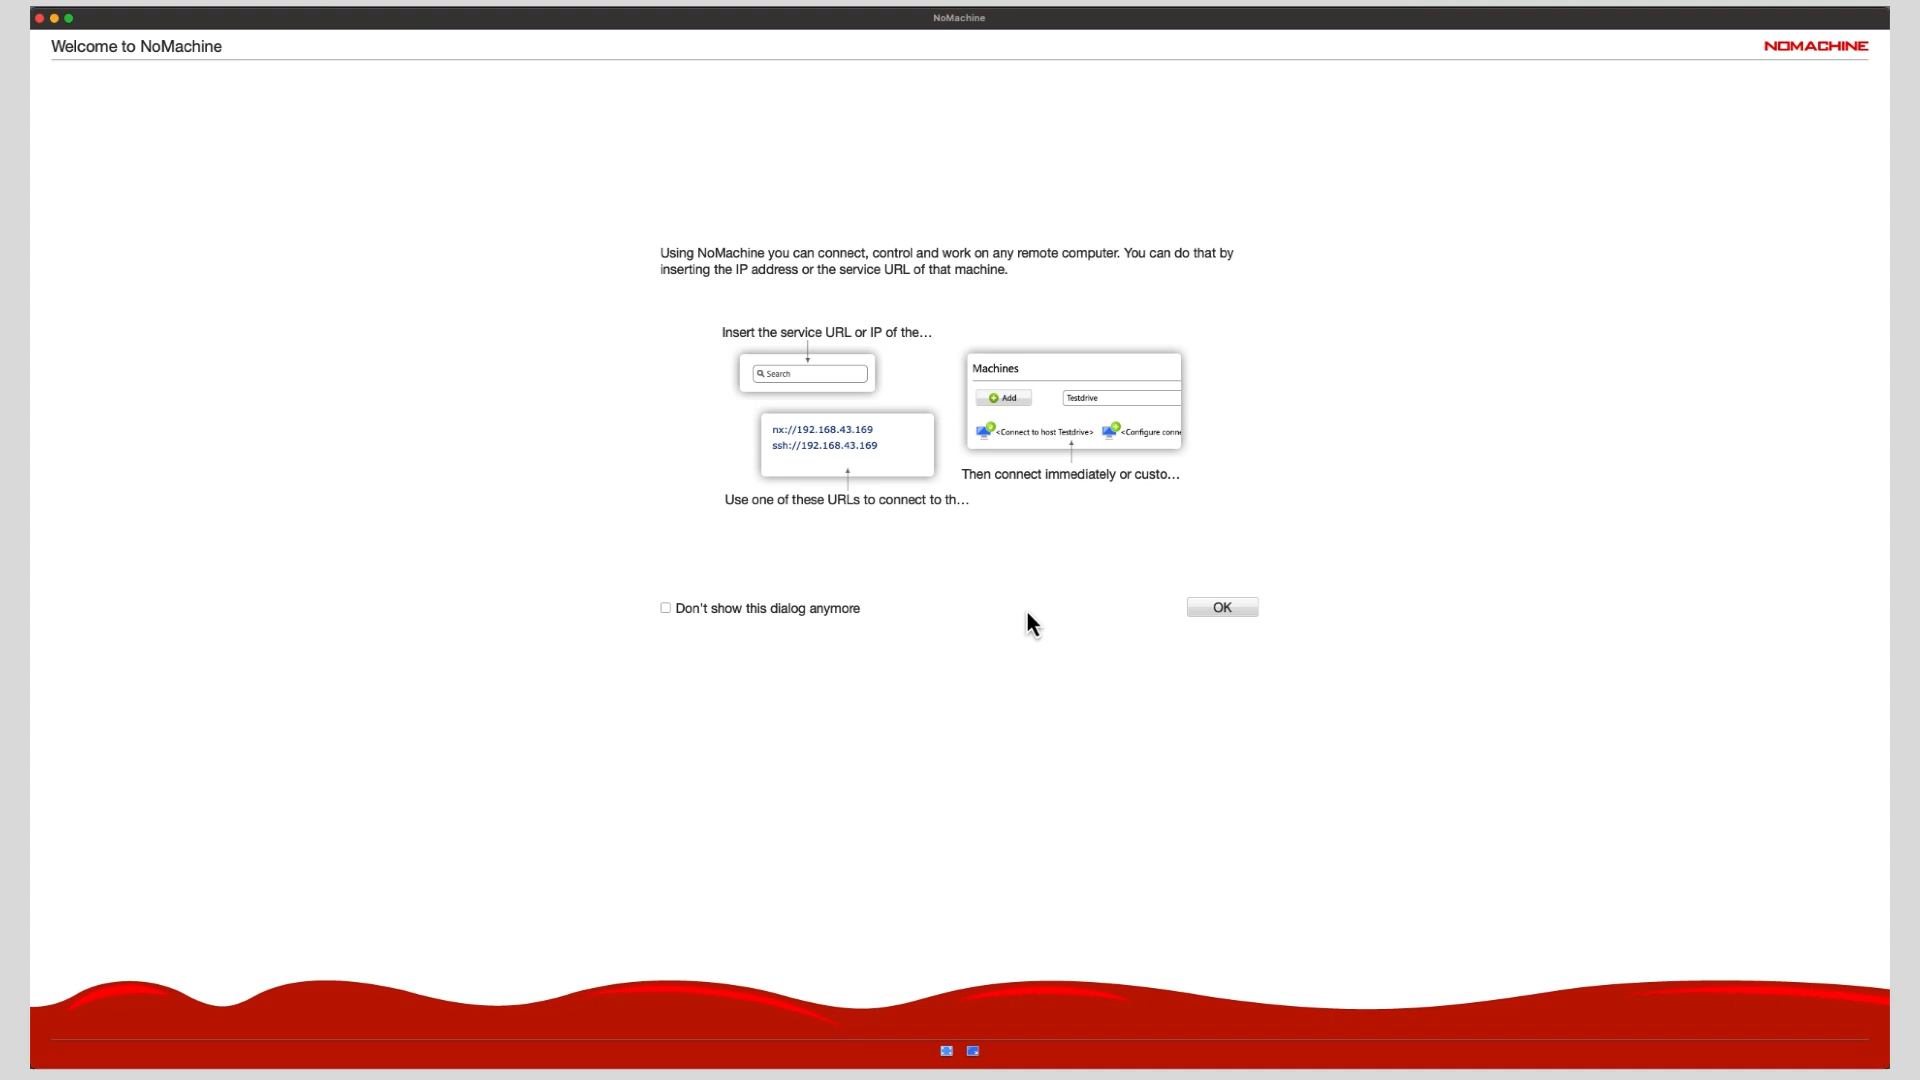 NoMachine
Welcome to NoMachine
NOMACHINE
Using NoMachine you can connect, control and work on any remote computer. You can do that by
inserting the IP address or the service URL of that machine.
Insert the service URL or IP of the...
Search
nx://192.168.43.169
ssh://192.168.43.169
Use one of these URLs to connect to th...
Machines
Add
Testdrive
<Connect to host Testdrive> <Configure conne
Then connect immediately or custo...
Don't show this dialog anymore
OK